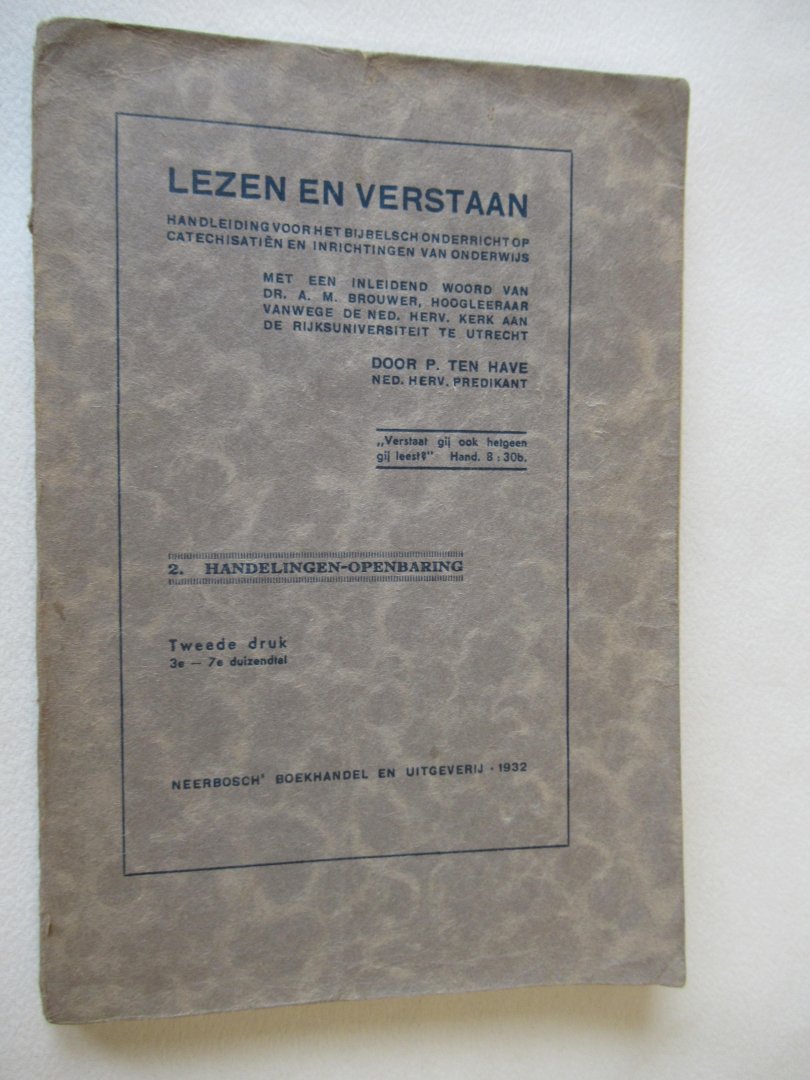 LEZEN EN VERSTAAN
HANDLEIDING VOOR HET BIJBELSCH ONDERRICHT OP
CATECHISATIËN EN INRICHTINGEN VAN ONDERWIJS
MET EEN INLEIDEND WOORD VAN
DR. A. M. BROUWER, HOOGLEERAAR
VANWEGE DE NED. HERV. KERK AAN
DE RIJKSUNIVERSITEIT TE UTRECHT
DOOR P. TEN HAVE
NED. HERV. PREDIKANT
„Verstaat gij ook hetgeen
gij leest?" Hand. 8 : 30b.
2. HANDELINGEN-OPENBARING
Tweede druk
3e — 7e duizendtal
NEERBOSCH' BOEKHANDEL EN UITGEVERIJ - 1932